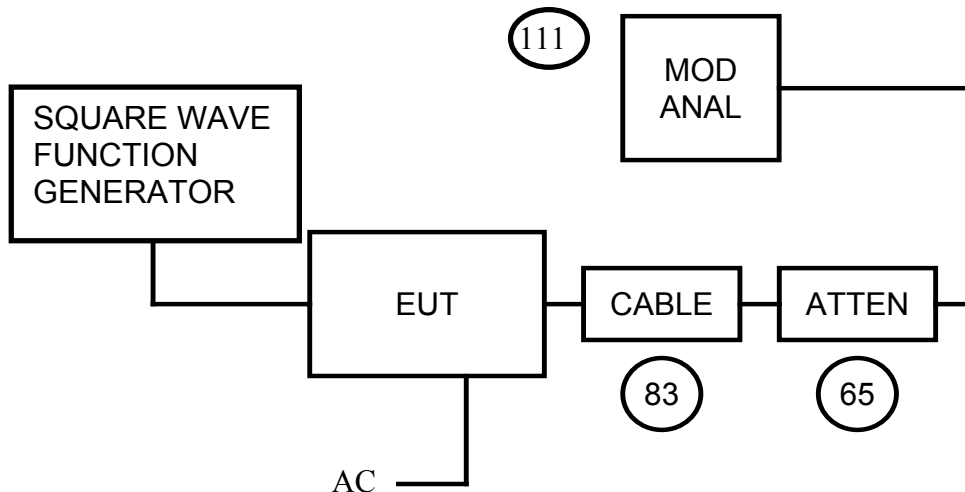 111
MOD
ANAL
SQUARE WAVE
FUNCTION
GENERATOR
EUT
CABLE
ATTEN
83
65
AC